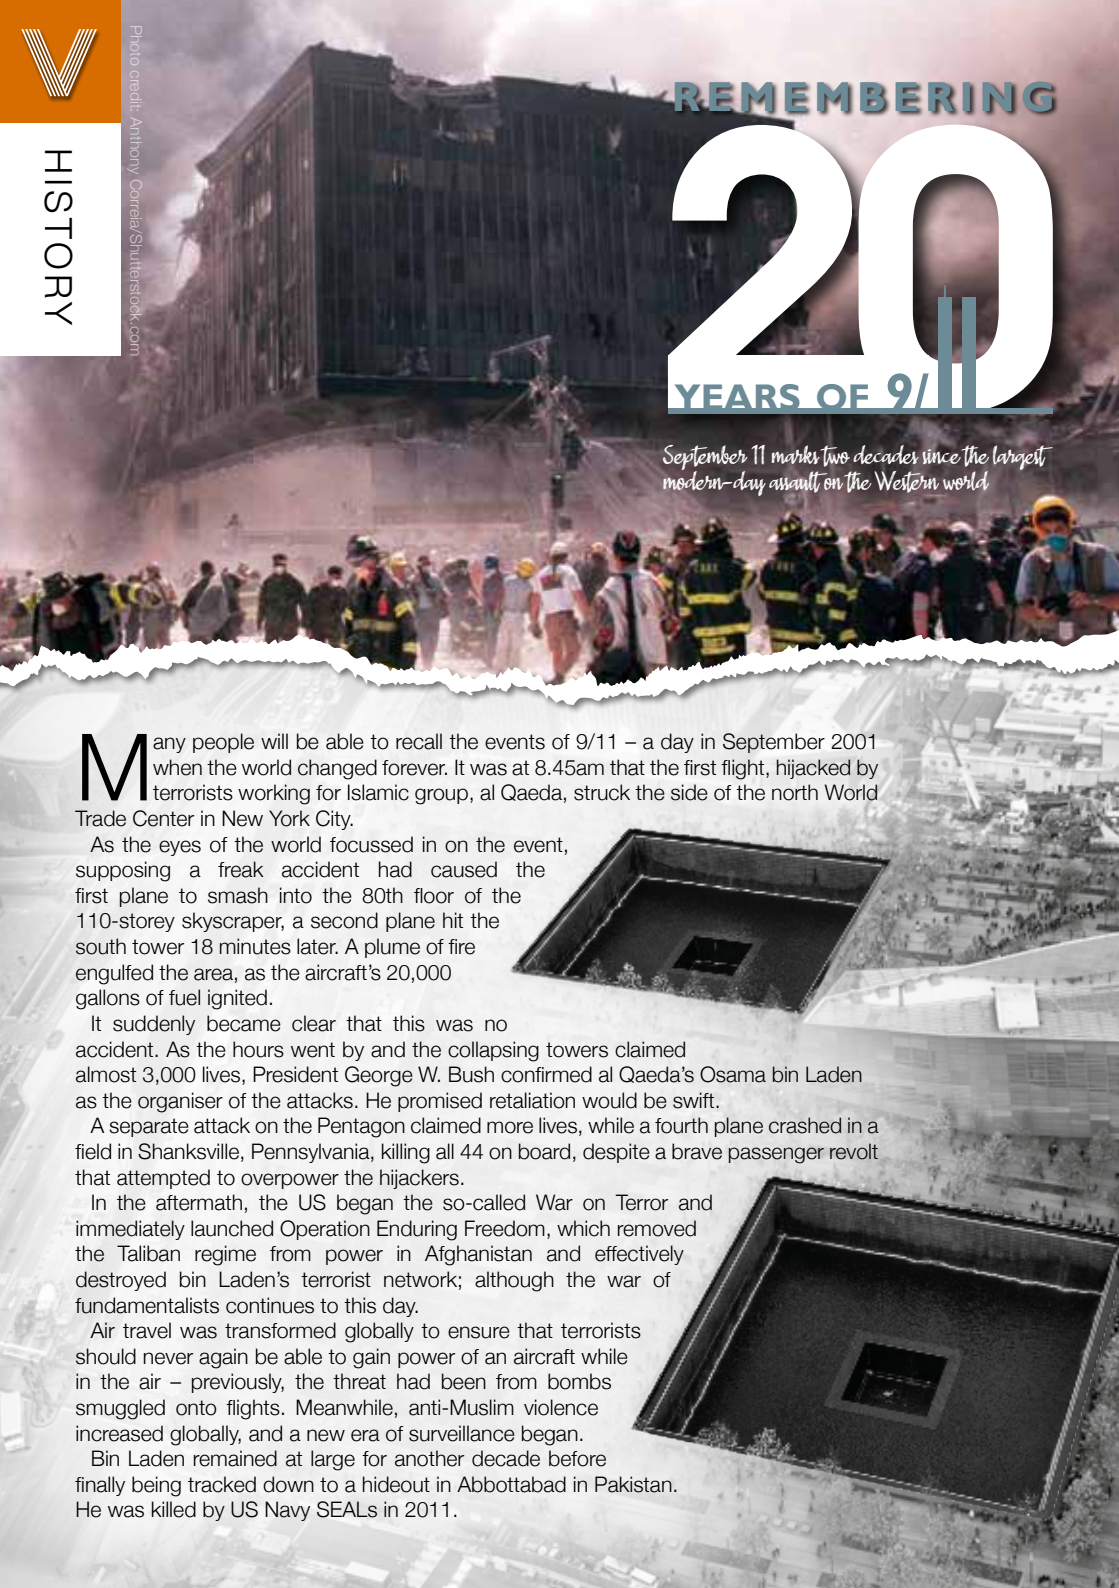 V
HISTORY
Photo credit: Anthony Correia/Shutterstock.com
REMEMBERING
20
YEARS OF 9/11
September 11 marks two decades since the largest
modern-day assault on the Western world
Many people will be able to recall the events of 9/11 – a day in September 2001
when the world changed forever. It was at 8.45am that the first flight, hijacked by
terrorists working for Islamic group, al Qaeda, struck the side of the north World
Trade Center in New York City.
As the eyes of the world focussed in on the event,
supposing a freak accident had caused the
first plane to smash into the 80th floor of the
110-storey skyscraper, a second plane hit the
south tower 18 minutes later. A plume of fire
engulfed the area, as the aircraft's 20,000
gallons of fuel ignited.
It suddenly became clear that this was no
accident. As the hours went by and the collapsing towers claimed
almost 3,000 lives, President George W. Bush confirmed al Qaeda's Osama bin Laden
as the organiser of the attacks. He promised retaliation would be swift.
A separate attack on the Pentagon claimed more lives, while a fourth plane crashed in a
field in Shanksville, Pennsylvania, killing all 44 on board, despite a brave passenger revolt
that attempted to overpower the hijackers.
In the aftermath, the US began the so-called War on Terror and
immediately launched Operation Enduring Freedom, which removed
the Taliban regime from power in Afghanistan and effectively
destroyed bin Laden's terrorist network; although the war of
fundamentalists continues to this day.
Air travel was transformed globally to ensure that terrorists
should never again be able to gain power of an aircraft while
in the air – previously, the threat had been from bombs
smuggled onto flights. Meanwhile, anti-Muslim violence
increased globally, and a new era of surveillance began.
Bin Laden remained at large for another decade before
finally being tracked down to a hideout in Abbottabad in Pakistan.
He was killed by US Navy SEALs in 2011.